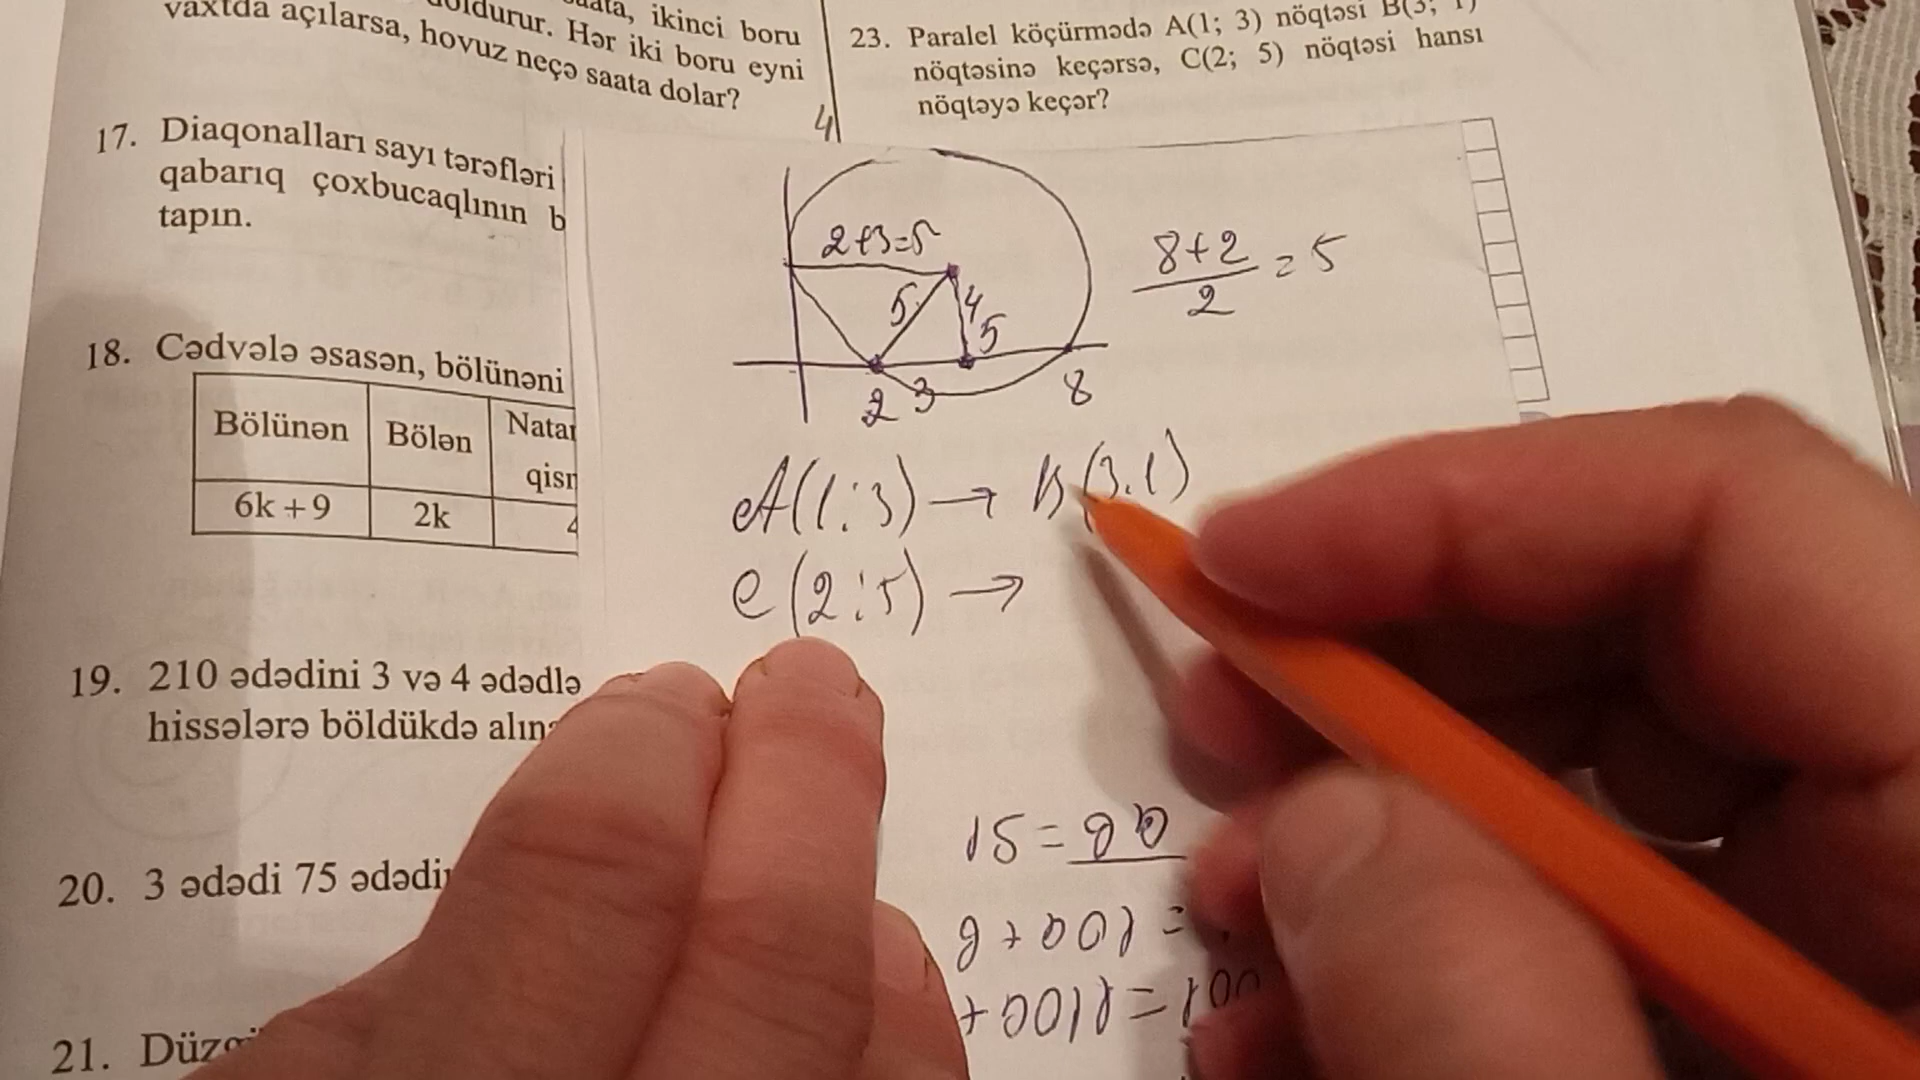 saata, ikinci boru
doldurur. Hər iki boru eyni
vaxtda açılarsa, hovuz neçə saata dolar?
17. Diaqonalları sayı tərəfləri
qabarıq çoxbucaqlının b
tapın.
18. Cədvələ əsasən, bölünəni
Bölünən Bölən Natam
qism
6k + 9 2k 4
19. 210 ədədini 3 və 4 ədədlə
hissələrə böldükdə alın
20. 3 ədədi 75 ədədi
21. Düzg
23. Paralel köçürmədə A(1; 3) nöqtəsi B(3; 1)
nöqtəsinə keçərsə, C(2; 5) nöqtəsi hansı
nöqtəyə keçər?
4
2+3=5
5 4
5
2 3 8
8+2
2
= 5
A(1:3) → B(3.1)
C(2:5) →